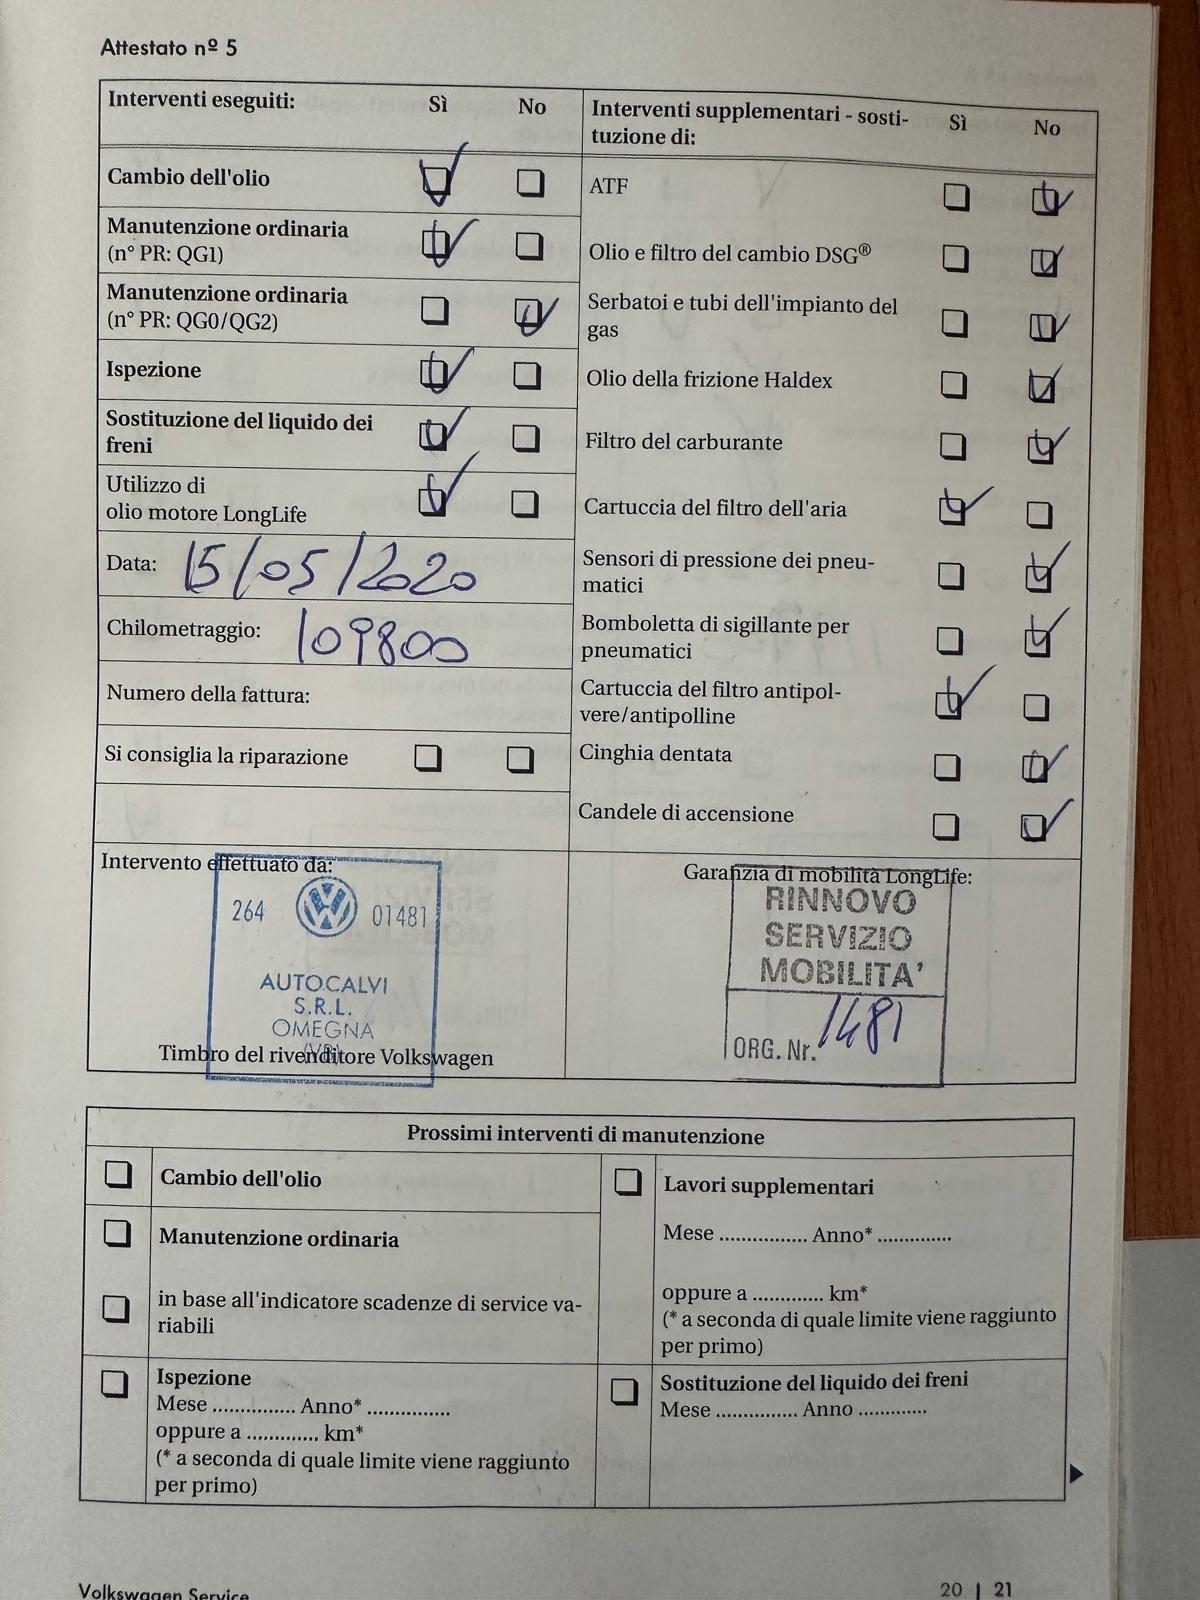 Attestato nº 5
Interventi eseguiti: Sì No
Cambio dell'olio
Manutenzione ordinaria
(n° PR: QG1)
Manutenzione ordinaria
(n° PR: QG0/QG2)
Ispezione
Sostituzione del liquido dei
freni
Utilizzo di
olio motore LongLife
Data: 15/05/2020
Chilometraggio: 109800
Numero della fattura:
Si consiglia la riparazione
Interventi supplementari - sosti-
tuzione di: Sì No
ATF
Olio e filtro del cambio DSG®
Serbatoi e tubi dell'impianto del
gas
Olio della frizione Haldex
Filtro del carburante
Cartuccia del filtro dell'aria
Sensori di pressione dei pneu-
matici
Bomboletta di sigillante per
pneumatici
Cartuccia del filtro antipol-
vere/antipolline
Cinghia dentata
Candele di accensione
Intervento effettuato da:
264 01481
AUTOCALVI
S.R.L.
OMEGNA
(VB)
Timbro del rivenditore Volkswagen
Garanzia di mobilità LongLife:
RINNOVO
SERVIZIO
MOBILITA'
ORG. Nr. 1481
Prossimi interventi di manutenzione
Cambio dell'olio
Manutenzione ordinaria
in base all'indicatore scadenze di service va-
riabili
Lavori supplementari
Mese ................ Anno* ..............
oppure a ............. km*
(* a seconda di quale limite viene raggiunto
per primo)
Ispezione
Mese ............... Anno* ...............
oppure a ............. km*
(* a seconda di quale limite viene raggiunto
per primo)
Sostituzione del liquido dei freni
Mese ............... Anno .............
Volkswagen Service
20 | 21